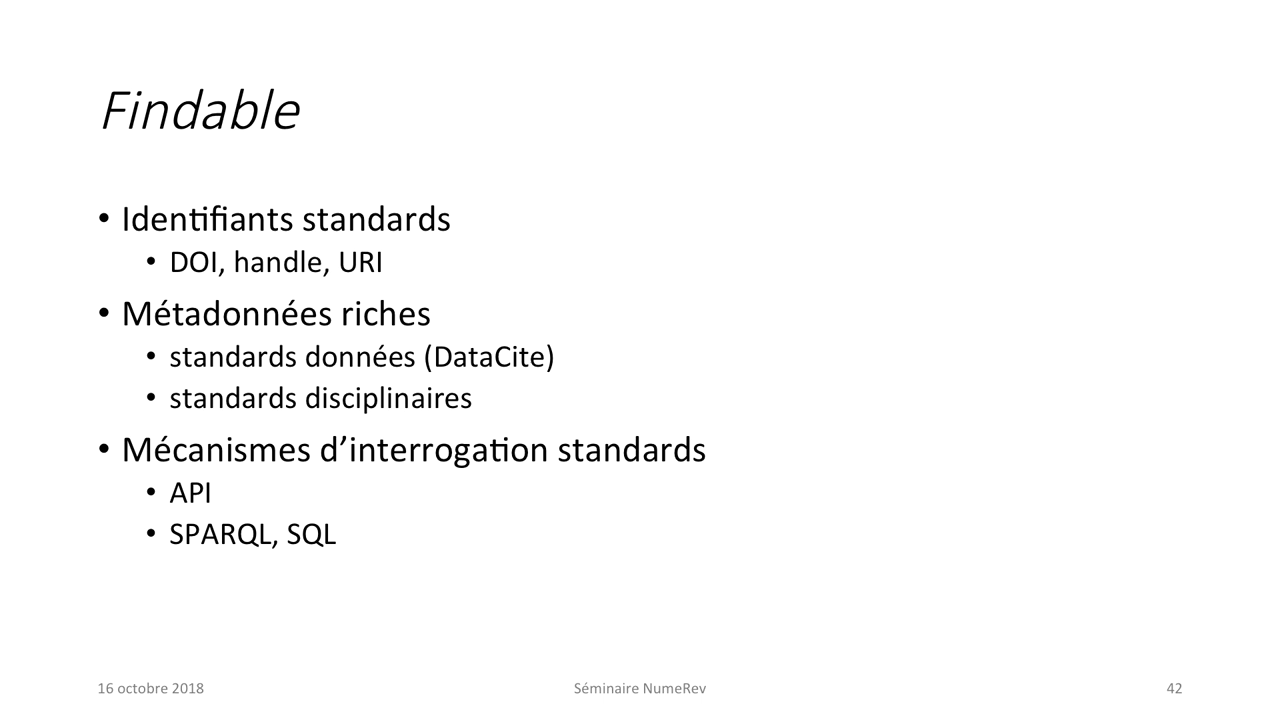 Findable
• Identifiants standards
• DOI, handle, URI
• Métadonnées riches
• standards données (DataCite)
• standards disciplinaires
• Mécanismes d’interrogation standards
• API
• SPARQL, SQL
16 octobre 2018
Séminaire NumeRev
42